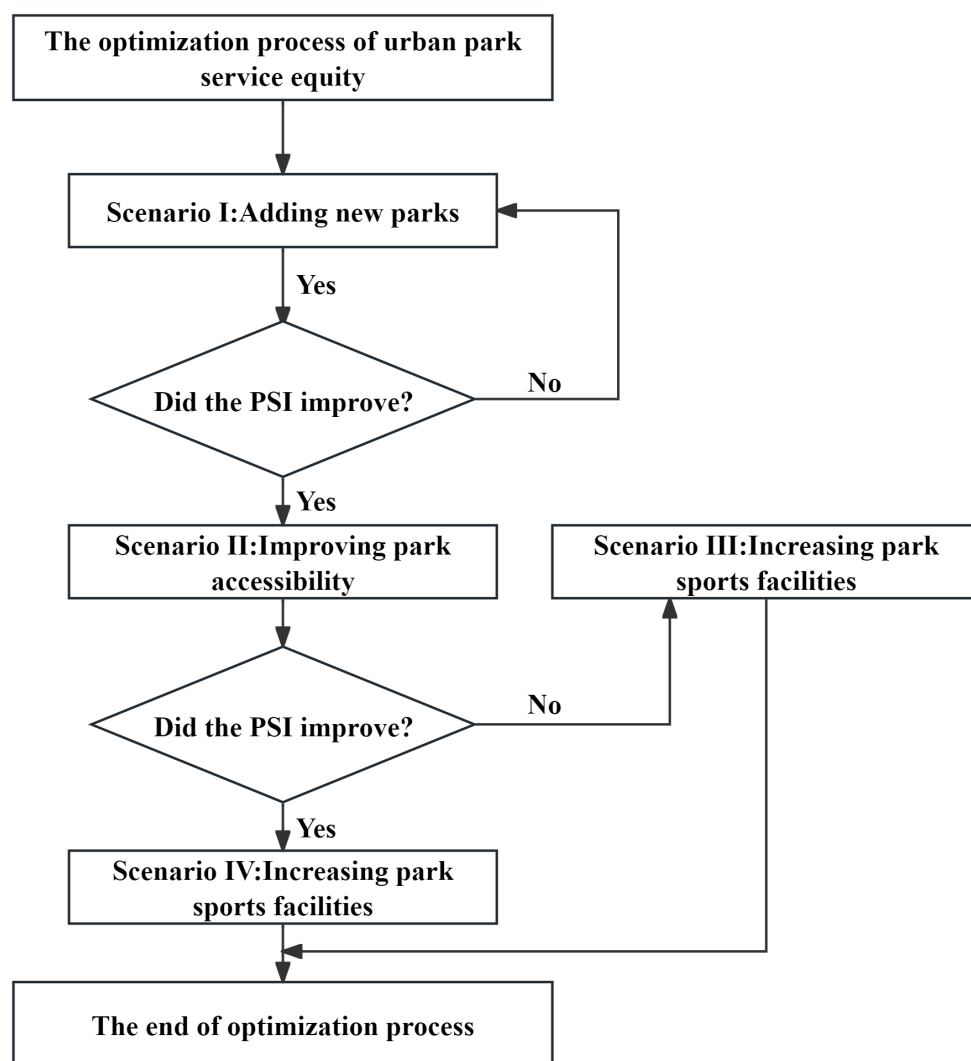 The optimization process of urban park
service equity
Scenario I:Adding new parks
Yes
Did the PSI improve?
No
Yes
Scenario II:Improving park
accessibility
Scenario III:Increasing park
sports facilities
Did the PSI improve?
No
Yes
Scenario IV:Increasing park
sports facilities
The end of optimization process